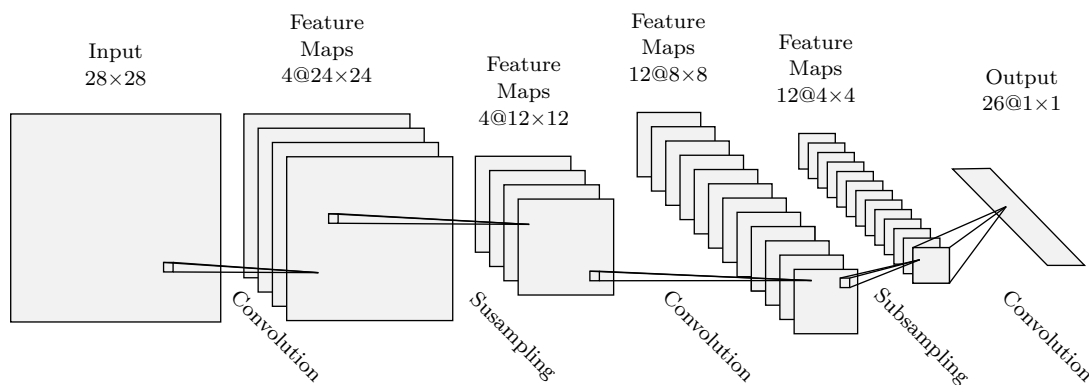 Input
28×28
Feature
Maps
4@24×24
Feature
Maps
4@12×12
Feature
Maps
12@8×8
Feature
Maps
12@4×4
Output
26@1×1
Convolution
Susampling
Convolution
Subsampling
Convolution